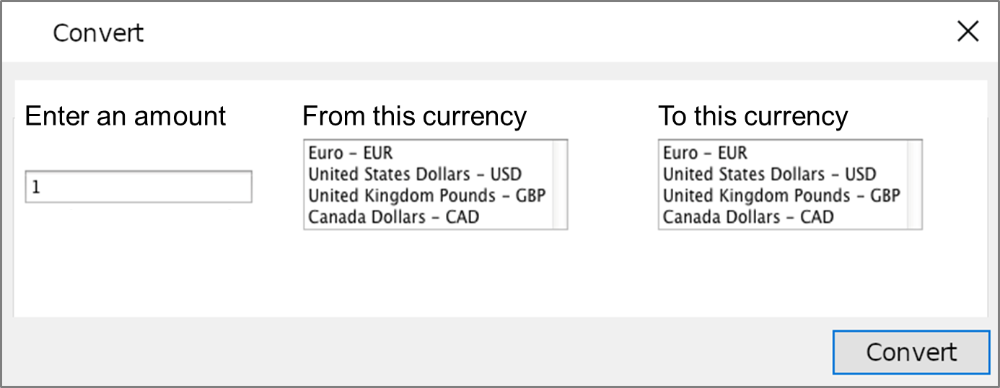 Convert
Enter an amount
From this currency
To this currency
1
Euro – EUR
United States Dollars – USD
United Kingdom Pounds – GBP
Canada Dollars – CAD
Euro – EUR
United States Dollars – USD
United Kingdom Pounds – GBP
Canada Dollars – CAD
Convert